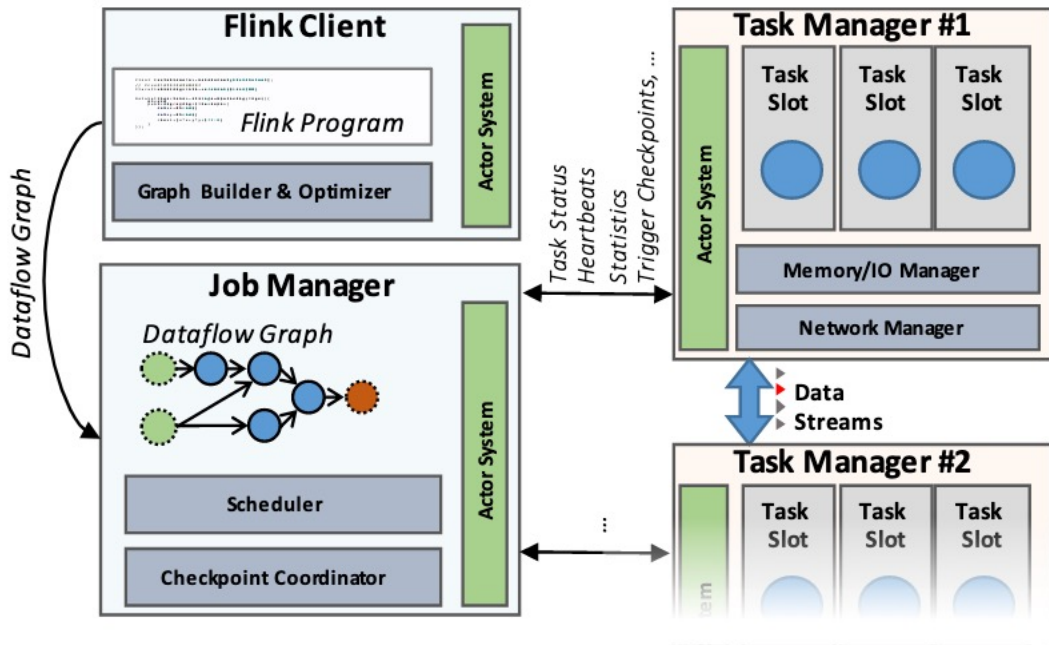 Flink Client
Flink Program
Graph Builder & Optimizer
Actor System
Dataflow Graph
Job Manager
Dataflow Graph
Scheduler
Checkpoint Coordinator
Actor System
Task Status
Heartbeats
Statistics
Trigger Checkpoints, ...
...
Task Manager #1
Actor System
Task
Slot
Task
Slot
Task
Slot
Memory/IO Manager
Network Manager
Data
Streams
Task Manager #2
Task
Slot
Task
Slot
Task
Slot